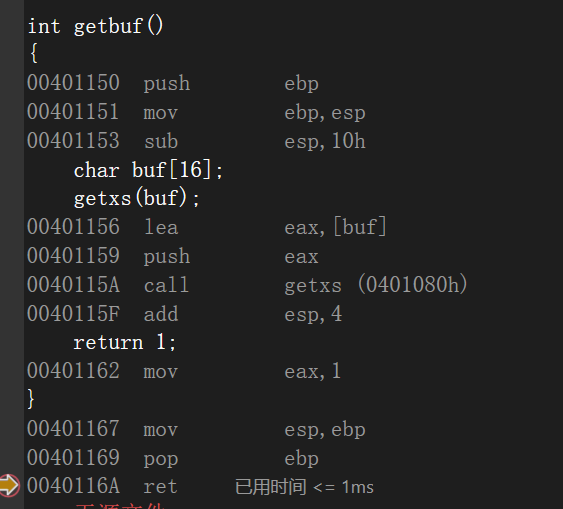 int getbuf()
{
00401150 push ebp
00401151 mov ebp,esp
00401153 sub esp,10h
char buf[16];
getxs(buf);
00401156 lea eax,[buf]
00401159 push eax
0040115A call getxs (0401080h)
0040115F add esp,4
return 1;
00401162 mov eax,1
}
00401167 mov esp,ebp
00401169 pop ebp
0040116A ret 已用时间 <= 1ms